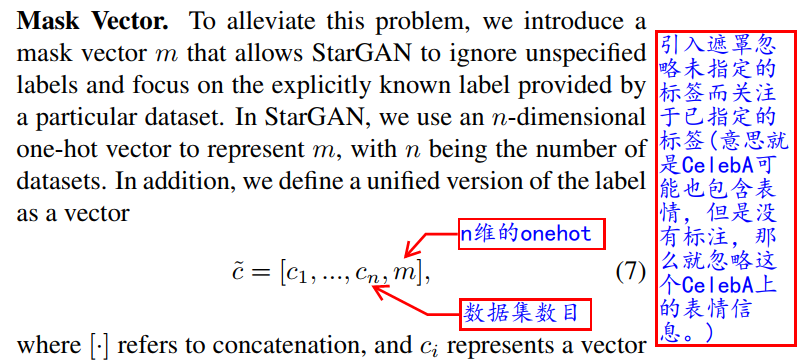 Mask Vector. To alleviate this problem, we introduce a
mask vector m that allows StarGAN to ignore unspecified
labels and focus on the explicitly known label provided by
a particular dataset. In StarGAN, we use an n-dimensional
one-hot vector to represent m, with n being the number of
datasets. In addition, we define a unified version of the label
as a vector
n维的onehot
c̃ = [c₁, ..., cₙ, m], (7)
数据集数目
where [·] refers to concatenation, and cᵢ represents a vector
引入遮罩忽
略未指定的
标签而关注
于已指定的
标签(意思就
是CelebA可
能也包含表
情，但是没
有标注，那
么就忽略这
个CelebA上
的表情信
息。)